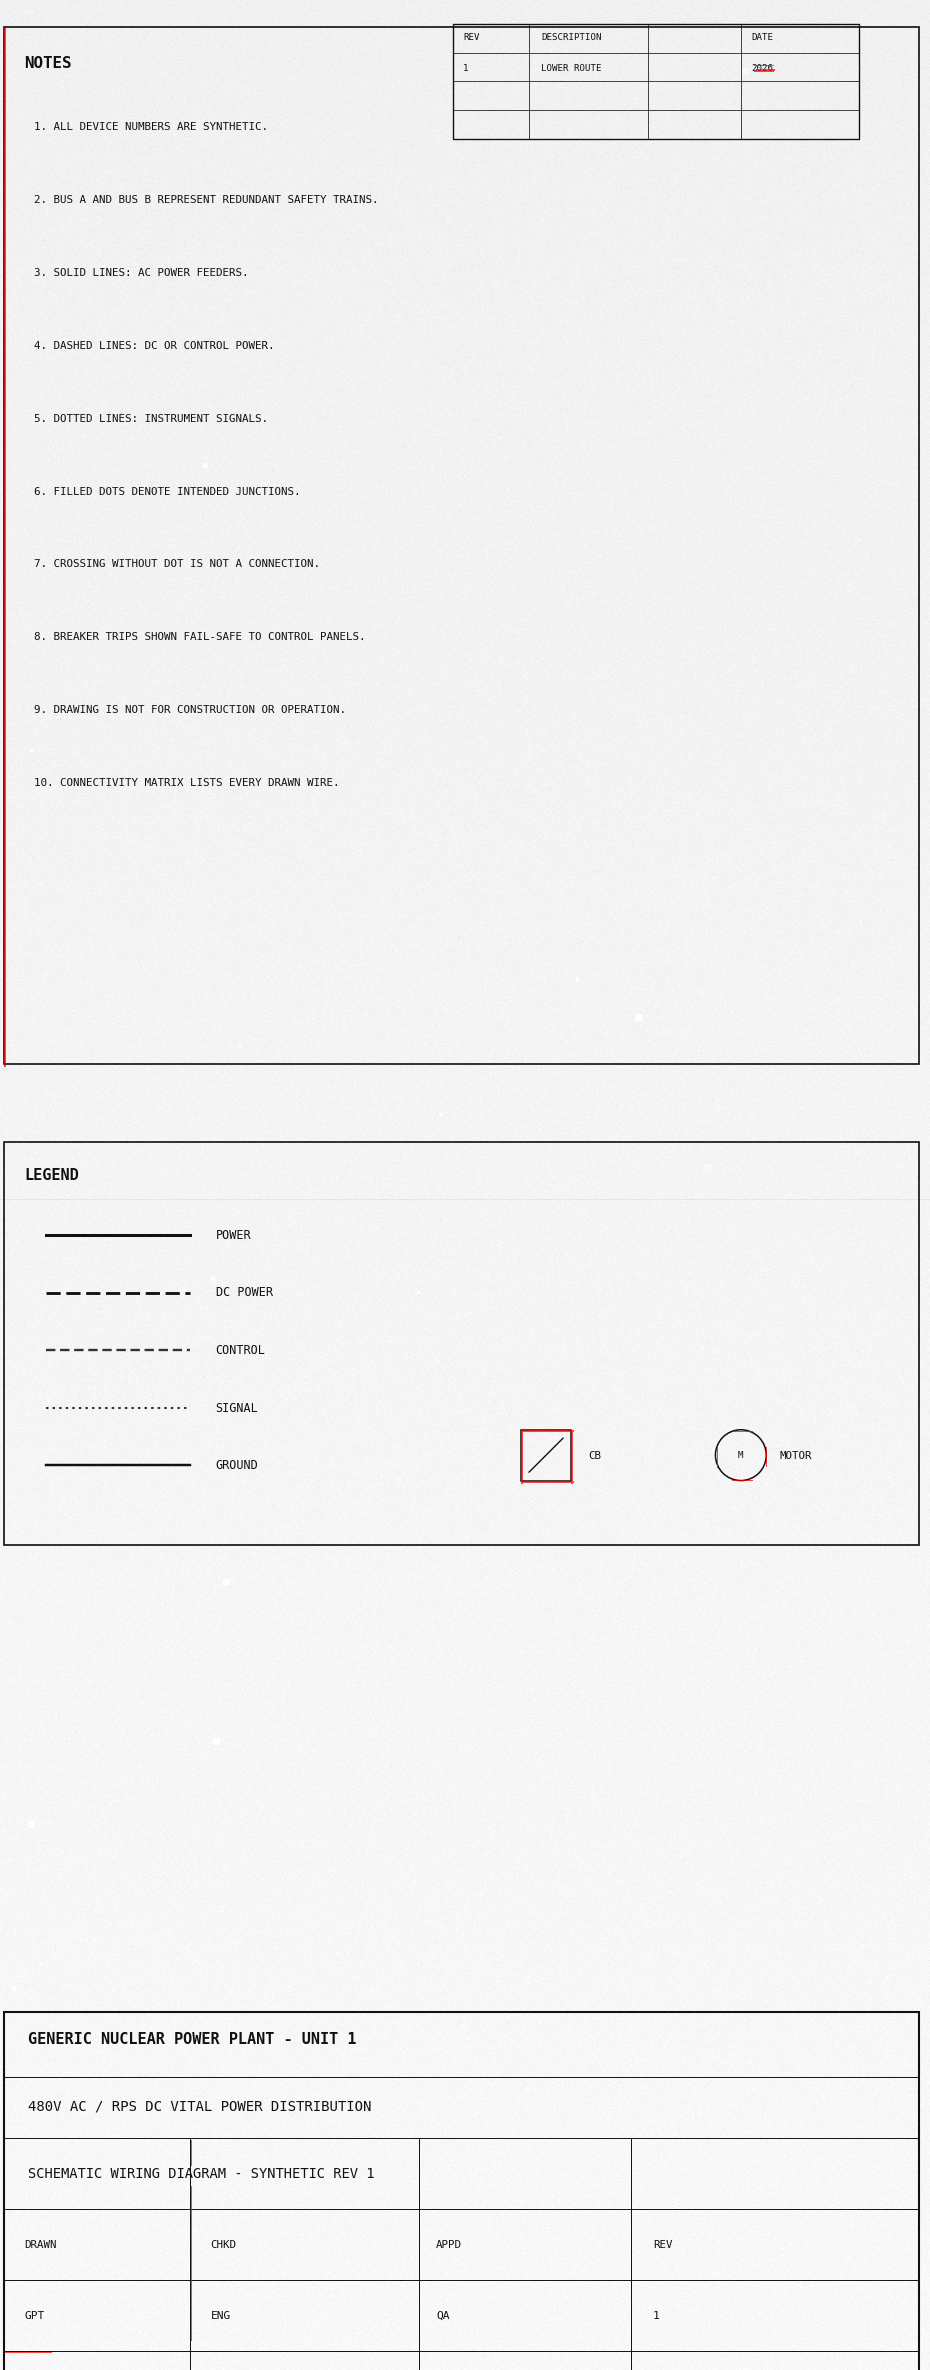 REV DESCRIPTION DATE
NOTES
1 LOWER ROUTE 2026
1. ALL DEVICE NUMBERS ARE SYNTHETIC.
2. BUS A AND BUS B REPRESENT REDUNDANT SAFETY TRAINS.
3. SOLID LINES: AC POWER FEEDERS.
4. DASHED LINES: DC OR CONTROL POWER.
5. DOTTED LINES: INSTRUMENT SIGNALS.
6. FILLED DOTS DENOTE INTENDED JUNCTIONS.
7. CROSSING WITHOUT DOT IS NOT A CONNECTION.
8. BREAKER TRIPS SHOWN FAIL-SAFE TO CONTROL PANELS.
9. DRAWING IS NOT FOR CONSTRUCTION OR OPERATION.
10. CONNECTIVITY MATRIX LISTS EVERY DRAWN WIRE.
LEGEND
POWER
DC POWER
CONTROL
SIGNAL
CB M MOTOR
GROUND
GENERIC NUCLEAR POWER PLANT - UNIT 1
480V AC / RPS DC VITAL POWER DISTRIBUTION
SCHEMATIC WIRING DIAGRAM - SYNTHETIC REV 1
DRAWN CHKD APPD REV
GPT ENG QA 1